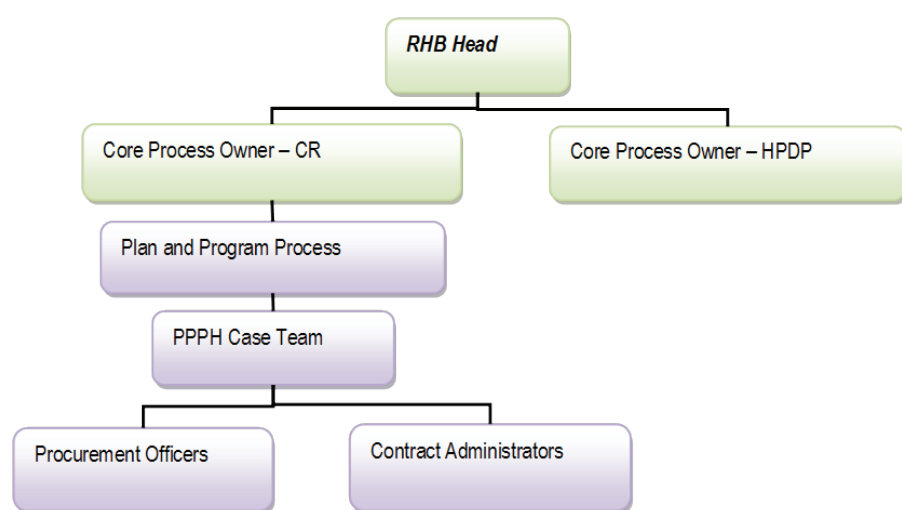 RHB Head
Core Process Owner – CR
Core Process Owner – HPDP
Plan and Program Process
PPPH Case Team
Procurement Officers
Contract Administrators